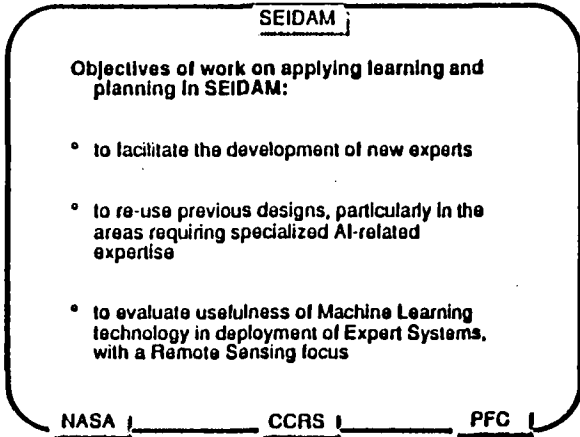 SEIDAM
Objectives of work on applying learning and
planning in SEIDAM:
° to facilitate the development of new experts
° to re-use previous designs, particularly in the
areas requiring specialized AI-related
expertise
° to evaluate usefulness of Machine Learning
technology in deployment of Expert Systems,
with a Remote Sensing focus
NASA CCRS PFC